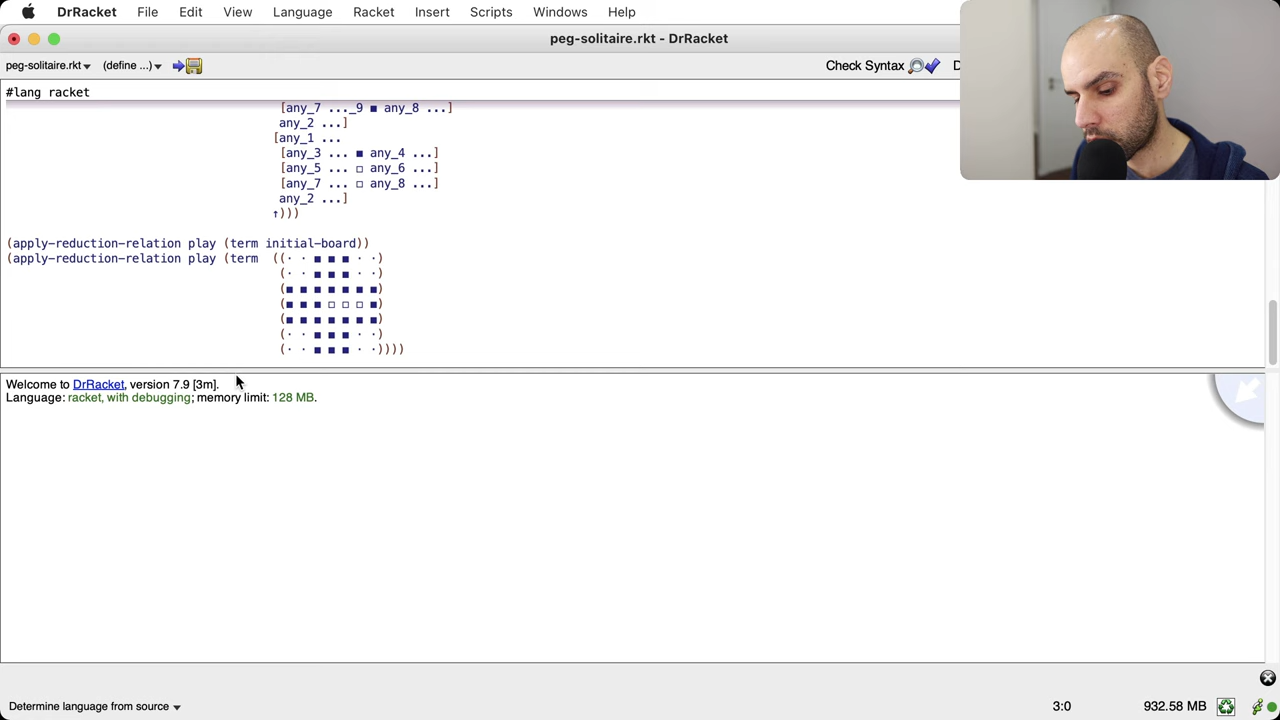 DrRacket File Edit View Language Racket Insert Scripts Windows Help
peg-solitaire.rkt - DrRacket
peg-solitaire.rkt (define ...) Check Syntax D
#lang racket
[any_7 ..._9 ■ any_8 ...]
any_2 ...]
[any_1 ...
[any_3 ... ■ any_4 ...]
[any_5 ... □ any_6 ...]
[any_7 ... □ any_8 ...]
any_2 ...]
↑)))
(apply-reduction-relation play (term initial-board))
(apply-reduction-relation play (term ((· · ■ ■ ■ · ·)
(· · ■ ■ ■ · ·)
(■ ■ ■ ■ ■ ■ ■)
(■ ■ ■ □ □ □ ■)
(■ ■ ■ ■ ■ ■ ■)
(· · ■ ■ ■ · ·)
(· · ■ ■ ■ · ·))))
Welcome to DrRacket, version 7.9 [3m].
Language: racket, with debugging; memory limit: 128 MB.
Determine language from source 3:0 932.58 MB